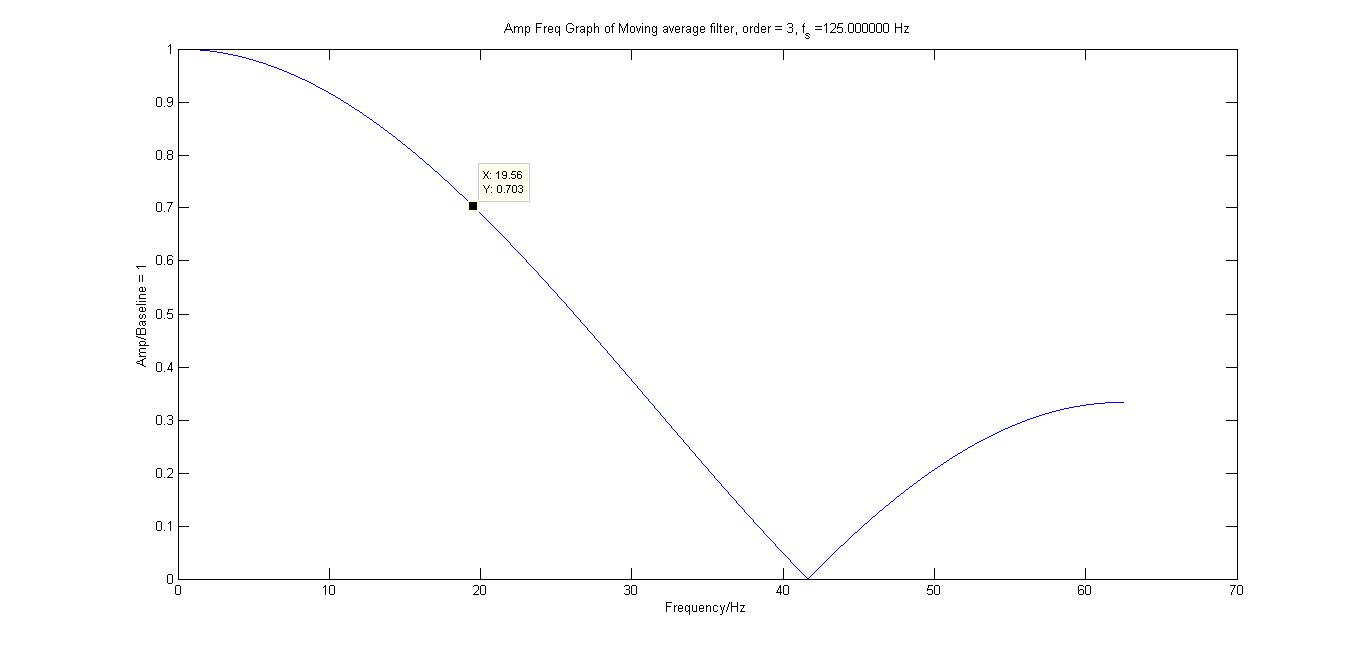 Amp Freq Graph of Moving average filter, order = 3, fs =125.000000 Hz
1
0.9
0.8
0.7
0.6
0.5
0.4
0.3
0.2
0.1
0
Amp/Baseline = 1
X: 19.56
Y: 0.703
0 10 20 30 40 50 60 70
Frequency/Hz